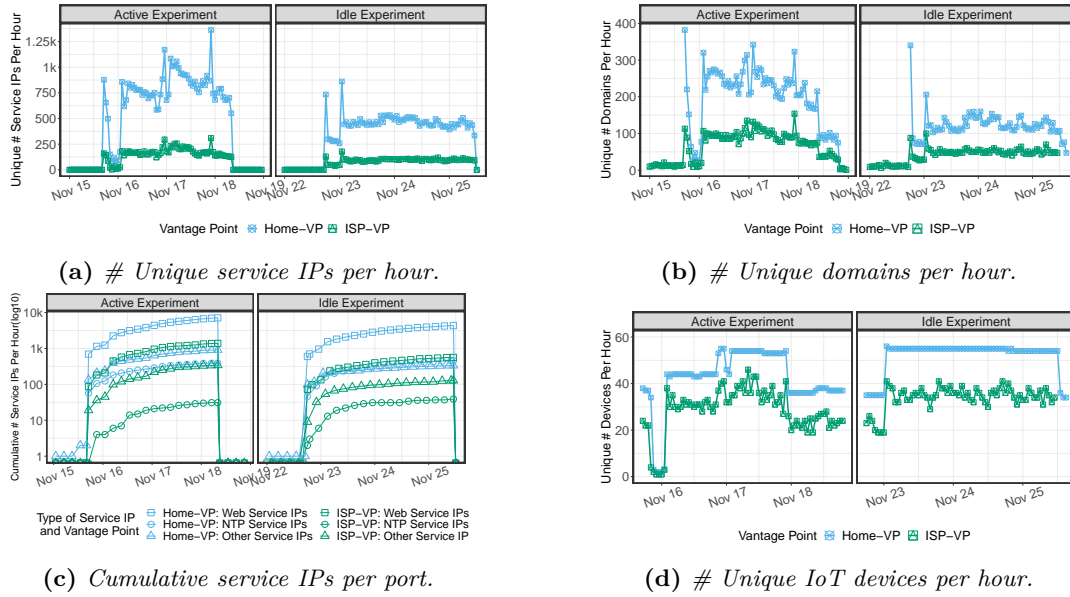 Active Experiment Idle Experiment
Unique # Service IPs Per Hour
1.25k
1k
750
500
250
0
Nov 15 Nov 16 Nov 17 Nov 18 Nov 19 Nov 22 Nov 23 Nov 24 Nov 25
Vantage Point Home-VP ISP-VP
(a) # Unique service IPs per hour.
Active Experiment Idle Experiment
Unique # Domains Per Hour
400
300
200
100
0
Nov 15 Nov 16 Nov 17 Nov 18 Nov 19 Nov 22 Nov 23 Nov 24 Nov 25
Vantage Point Home-VP ISP-VP
(b) # Unique domains per hour.
Active Experiment Idle Experiment
Cumulative # Service IPs Per Hour(log10)
10k
1k
100
10
1
Nov 15 Nov 16 Nov 17 Nov 18 Nov 19 Nov 22 Nov 23 Nov 24 Nov 25
Type of Service IP
and Vantage Point
Home-VP: Web Service IPs ISP-VP: Web Service IPs
Home-VP: NTP Service IPs ISP-VP: NTP Service IPs
Home-VP: Other Service IPs ISP-VP: Other Service IP
(c) Cumulative service IPs per port.
Active Experiment Idle Experiment
Unique # Devices Per Hour
60
40
20
0
Nov 16 Nov 17 Nov 18 Nov 23 Nov 24 Nov 25
Vantage Point Home-VP ISP-VP
(d) # Unique IoT devices per hour.